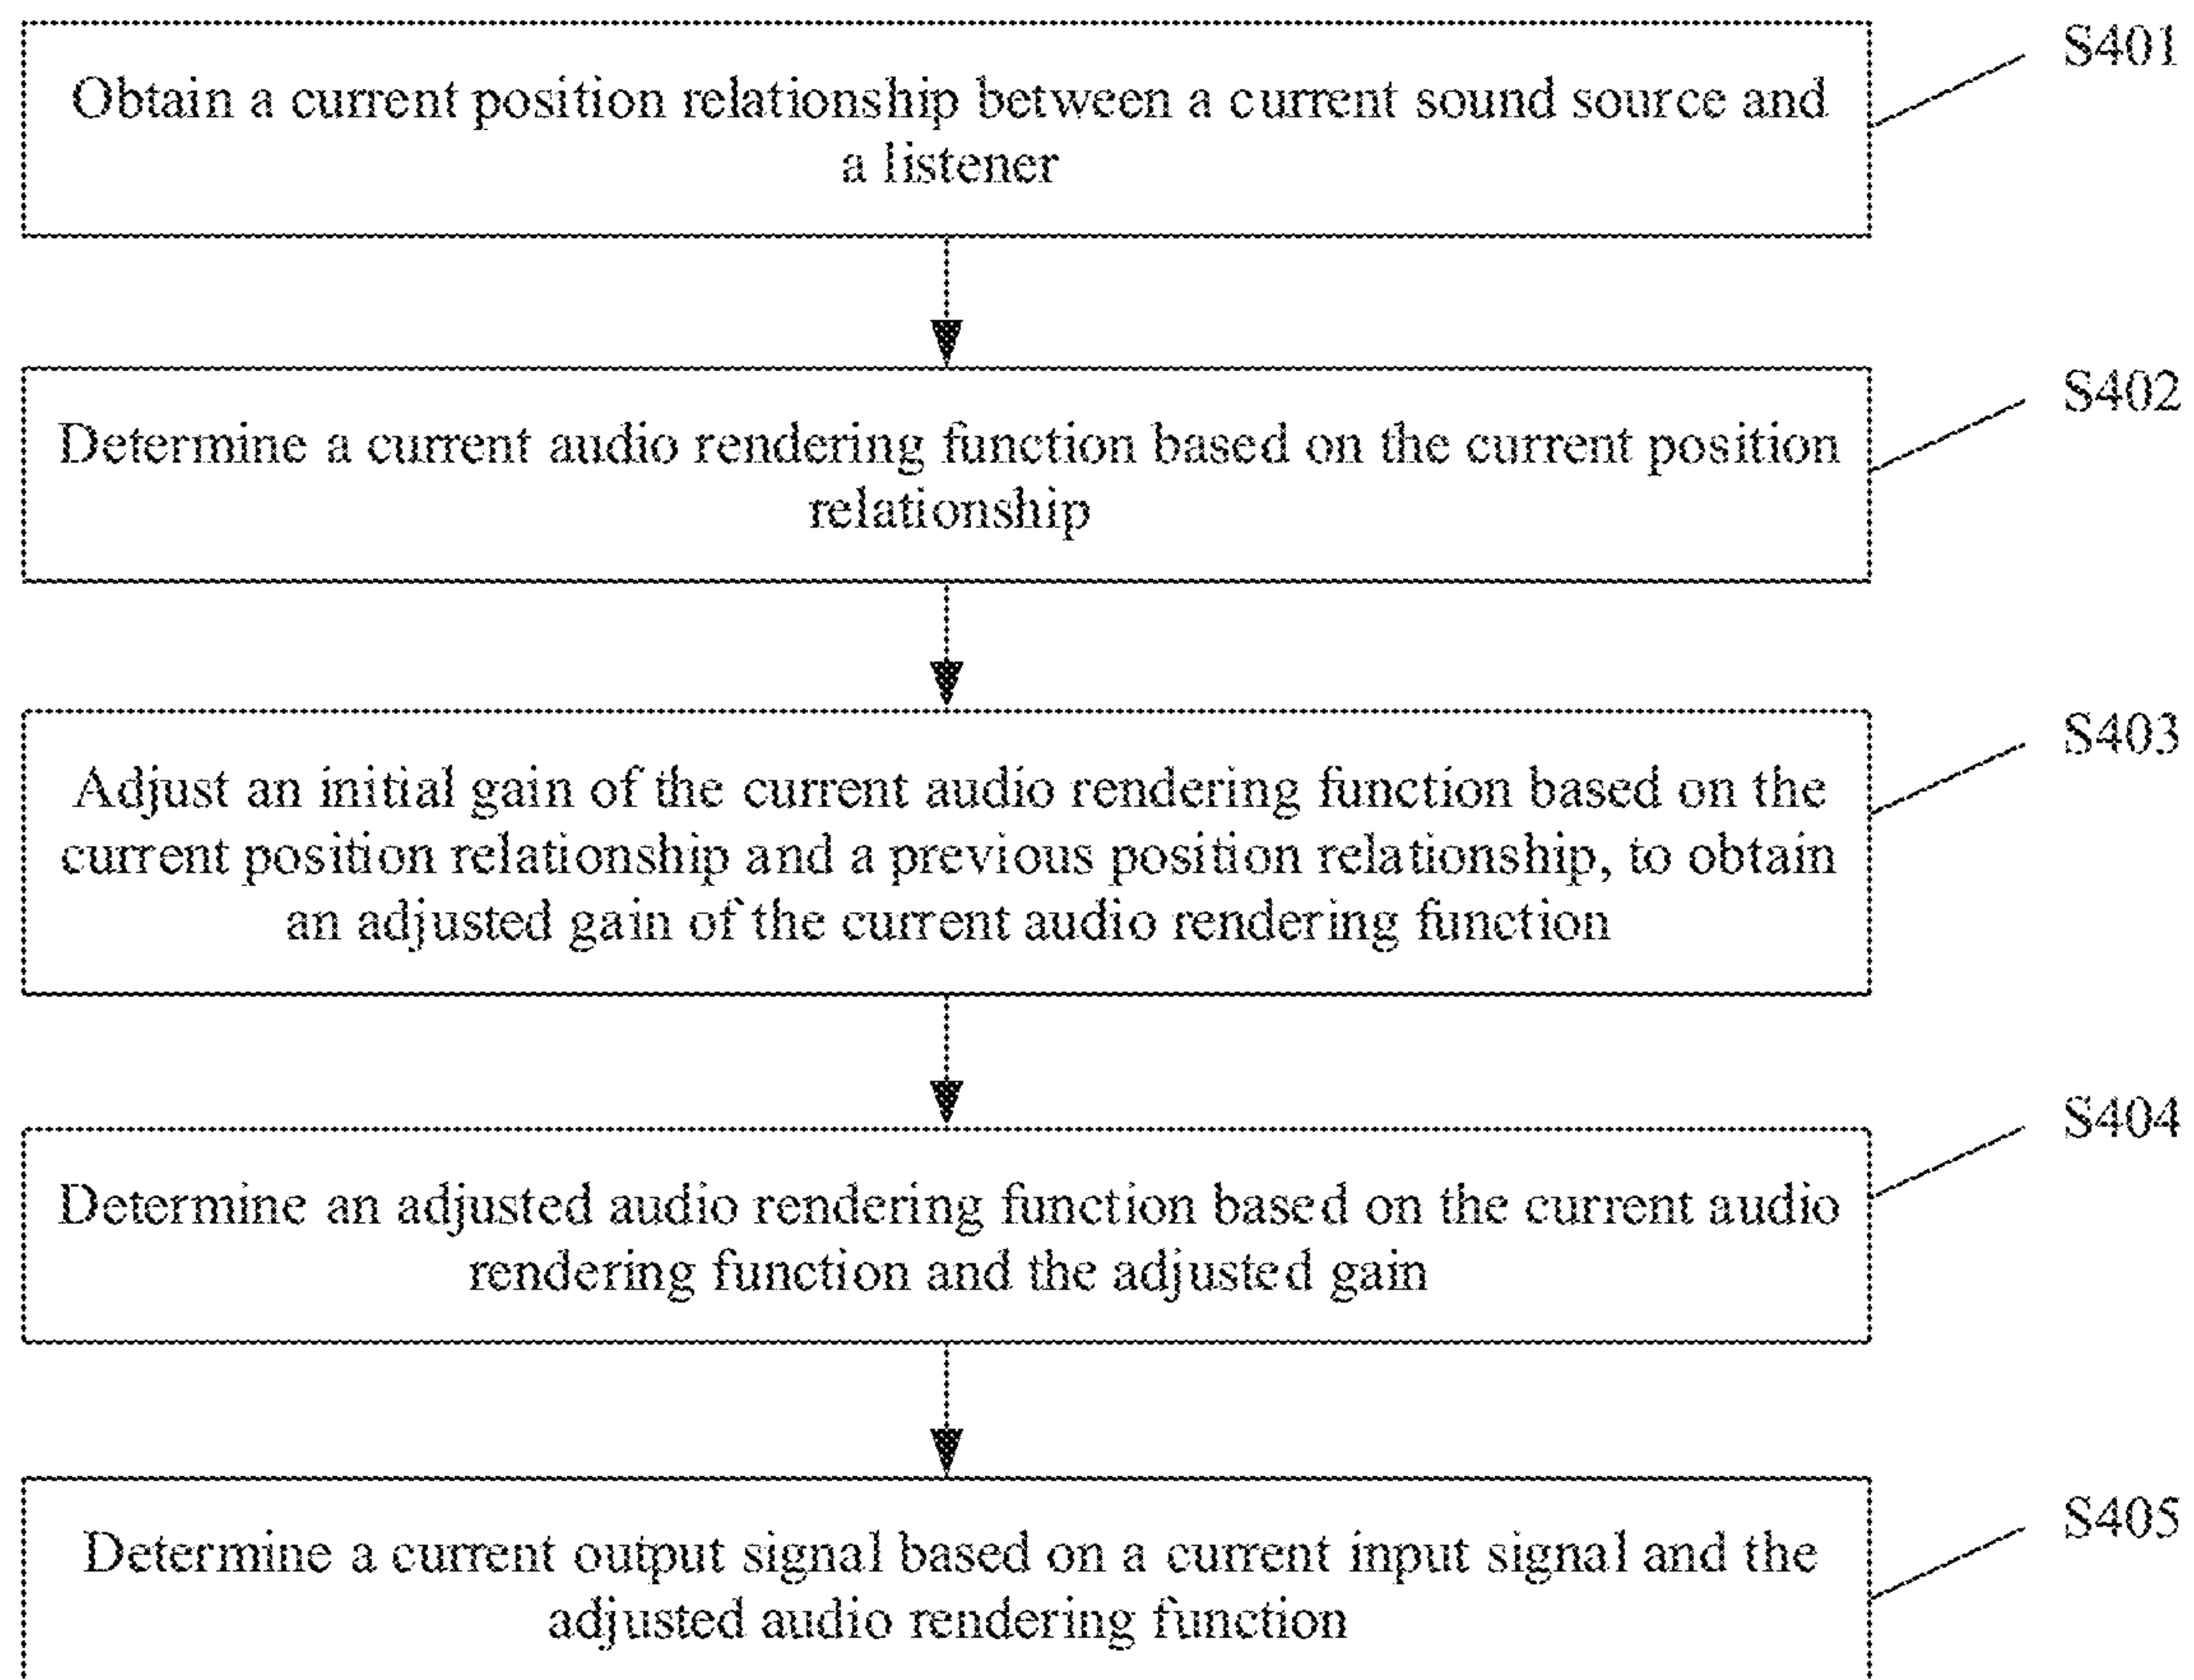 S401
Obtain a current position relationship between a current sound source and
a listener
S402
Determine a current audio rendering function based on the current position
relationship
S403
Adjust an initial gain of the current audio rendering function based on the
current position relationship and a previous position relationship, to obtain
an adjusted gain of the current audio rendering function
S404
Determine an adjusted audio rendering function based on the current audio
rendering function and the adjusted gain
S405
Determine a current output signal based on a current input signal and the
adjusted audio rendering function